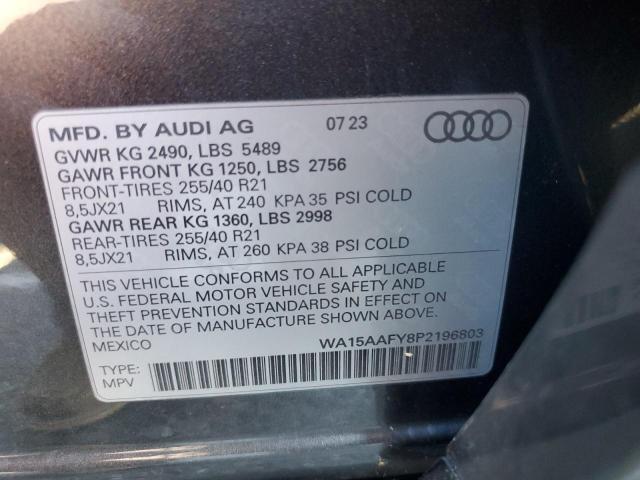 MFD. BY AUDI AG 07 23
GVWR KG 2490, LBS 5489
GAWR FRONT KG 1250, LBS 2756
FRONT-TIRES 255/40 R21
8,5JX21 RIMS, AT 240 KPA 35 PSI COLD
GAWR REAR KG 1360, LBS 2998
REAR-TIRES 255/40 R21
8,5JX21 RIMS, AT 260 KPA 38 PSI COLD
THIS VEHICLE CONFORMS TO ALL APPLICABLE
U.S. FEDERAL MOTOR VEHICLE SAFETY AND
THEFT PREVENTION STANDARDS IN EFFECT ON
THE DATE OF MANUFACTURE SHOWN ABOVE.
MEXICO WA15AAFY8P2196803
TYPE:
MPV